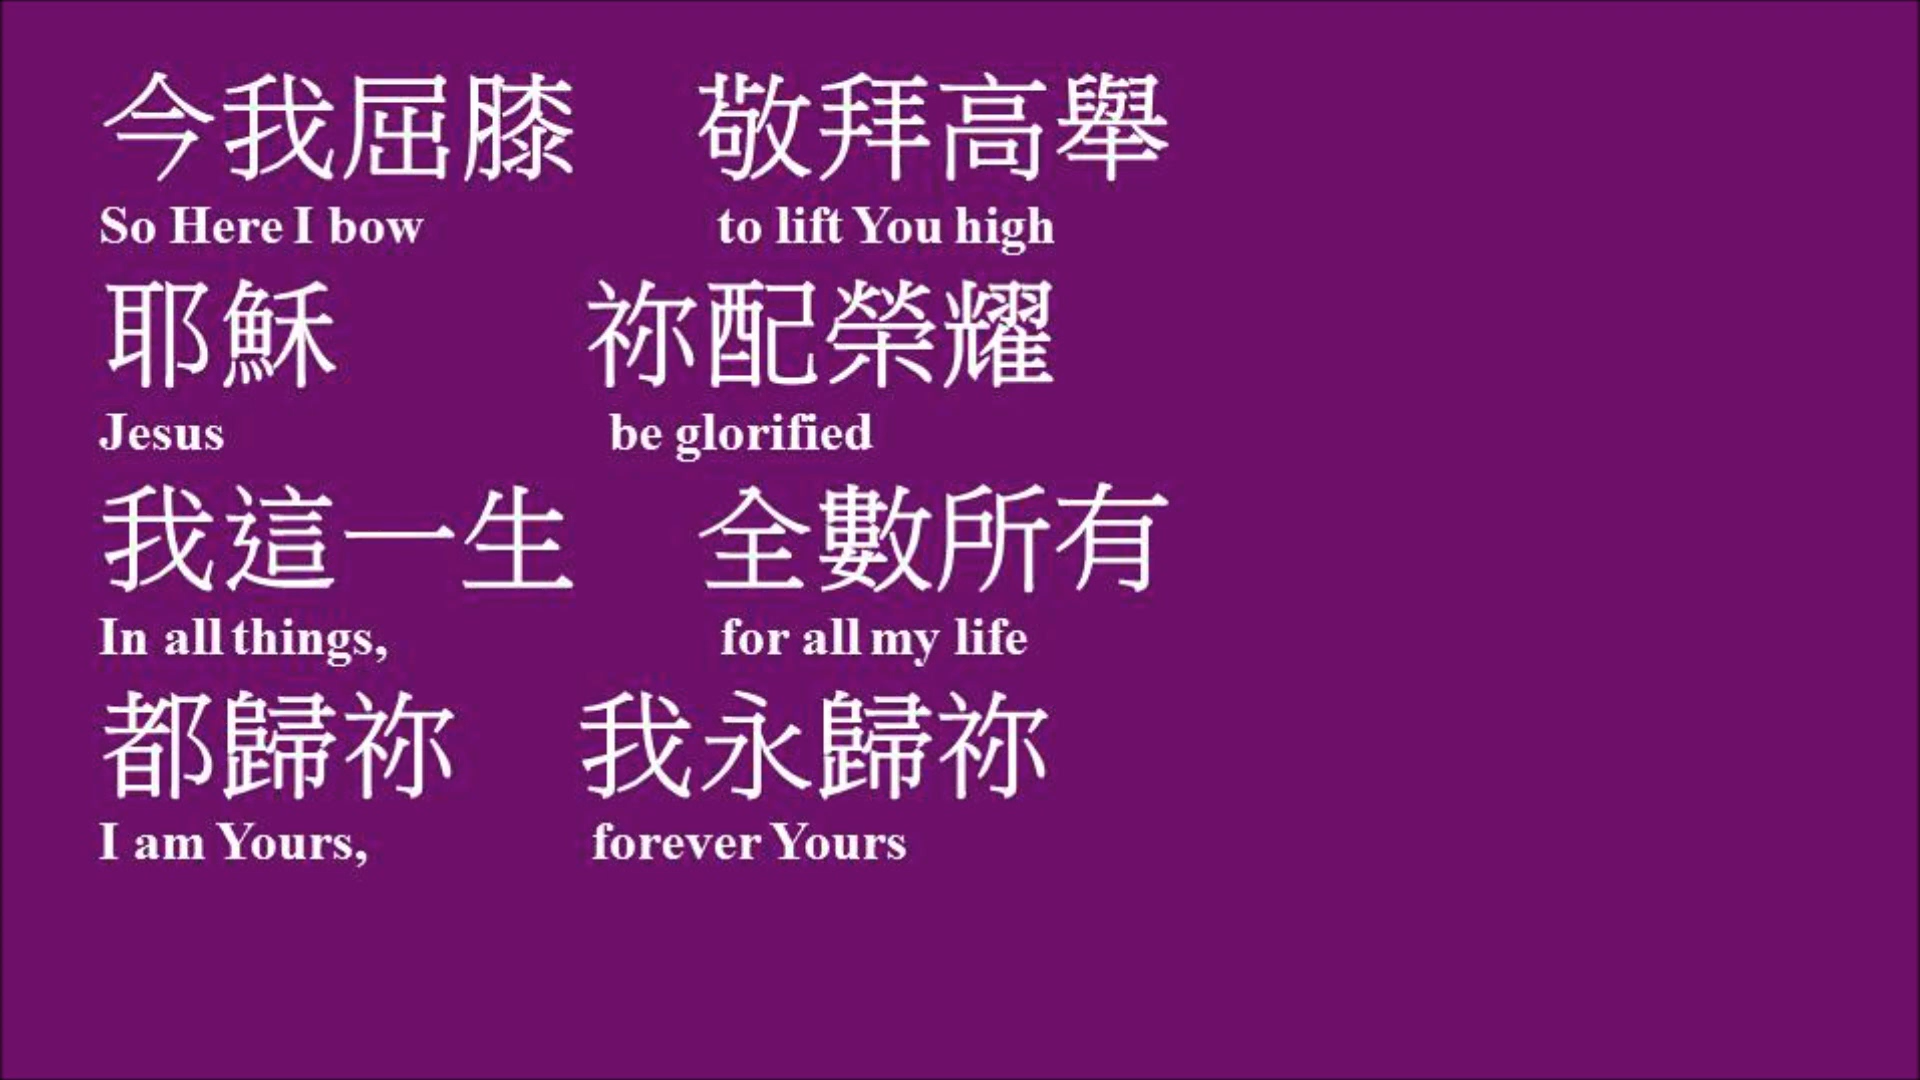 今我屈膝 敬拜高舉
So Here I bow to lift You high
耶穌 祢配榮耀
Jesus be glorified
我這一生 全數所有
In all things, for all my life
都歸祢 我永歸祢
I am Yours, forever Yours